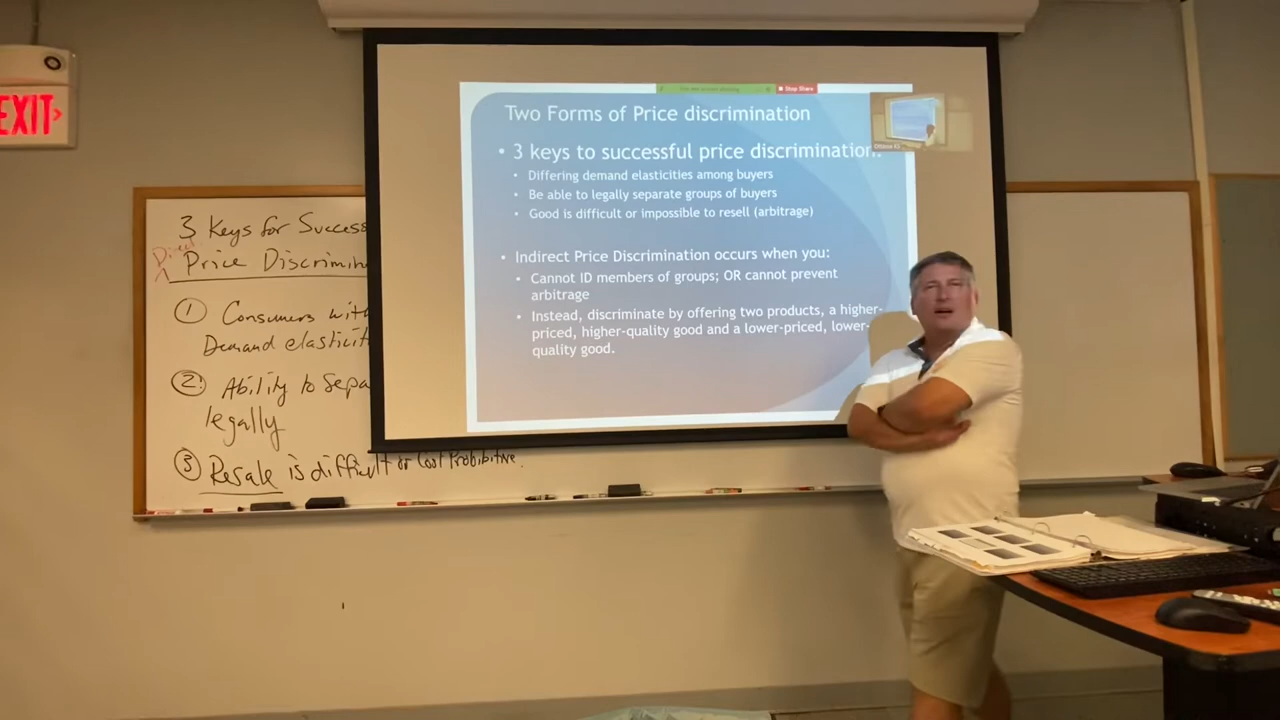 EXIT
3 Keys for Success
Direct
Price Discrimin
① Consumers with
Demand elasticit
② Ability to Sepa
legally
③ Resale is difficult or Cost Prohibitive.
Stop Share
Two Forms of Price discrimination
• 3 keys to successful price discrimination:
• Differing demand elasticities among buyers
• Be able to legally separate groups of buyers
• Good is difficult or impossible to resell (arbitrage)
• Indirect Price Discrimination occurs when you:
• Cannot ID members of groups; OR cannot prevent
arbitrage
• Instead, discriminate by offering two products, a higher-
priced, higher-quality good and a lower-priced, lower-
quality good.